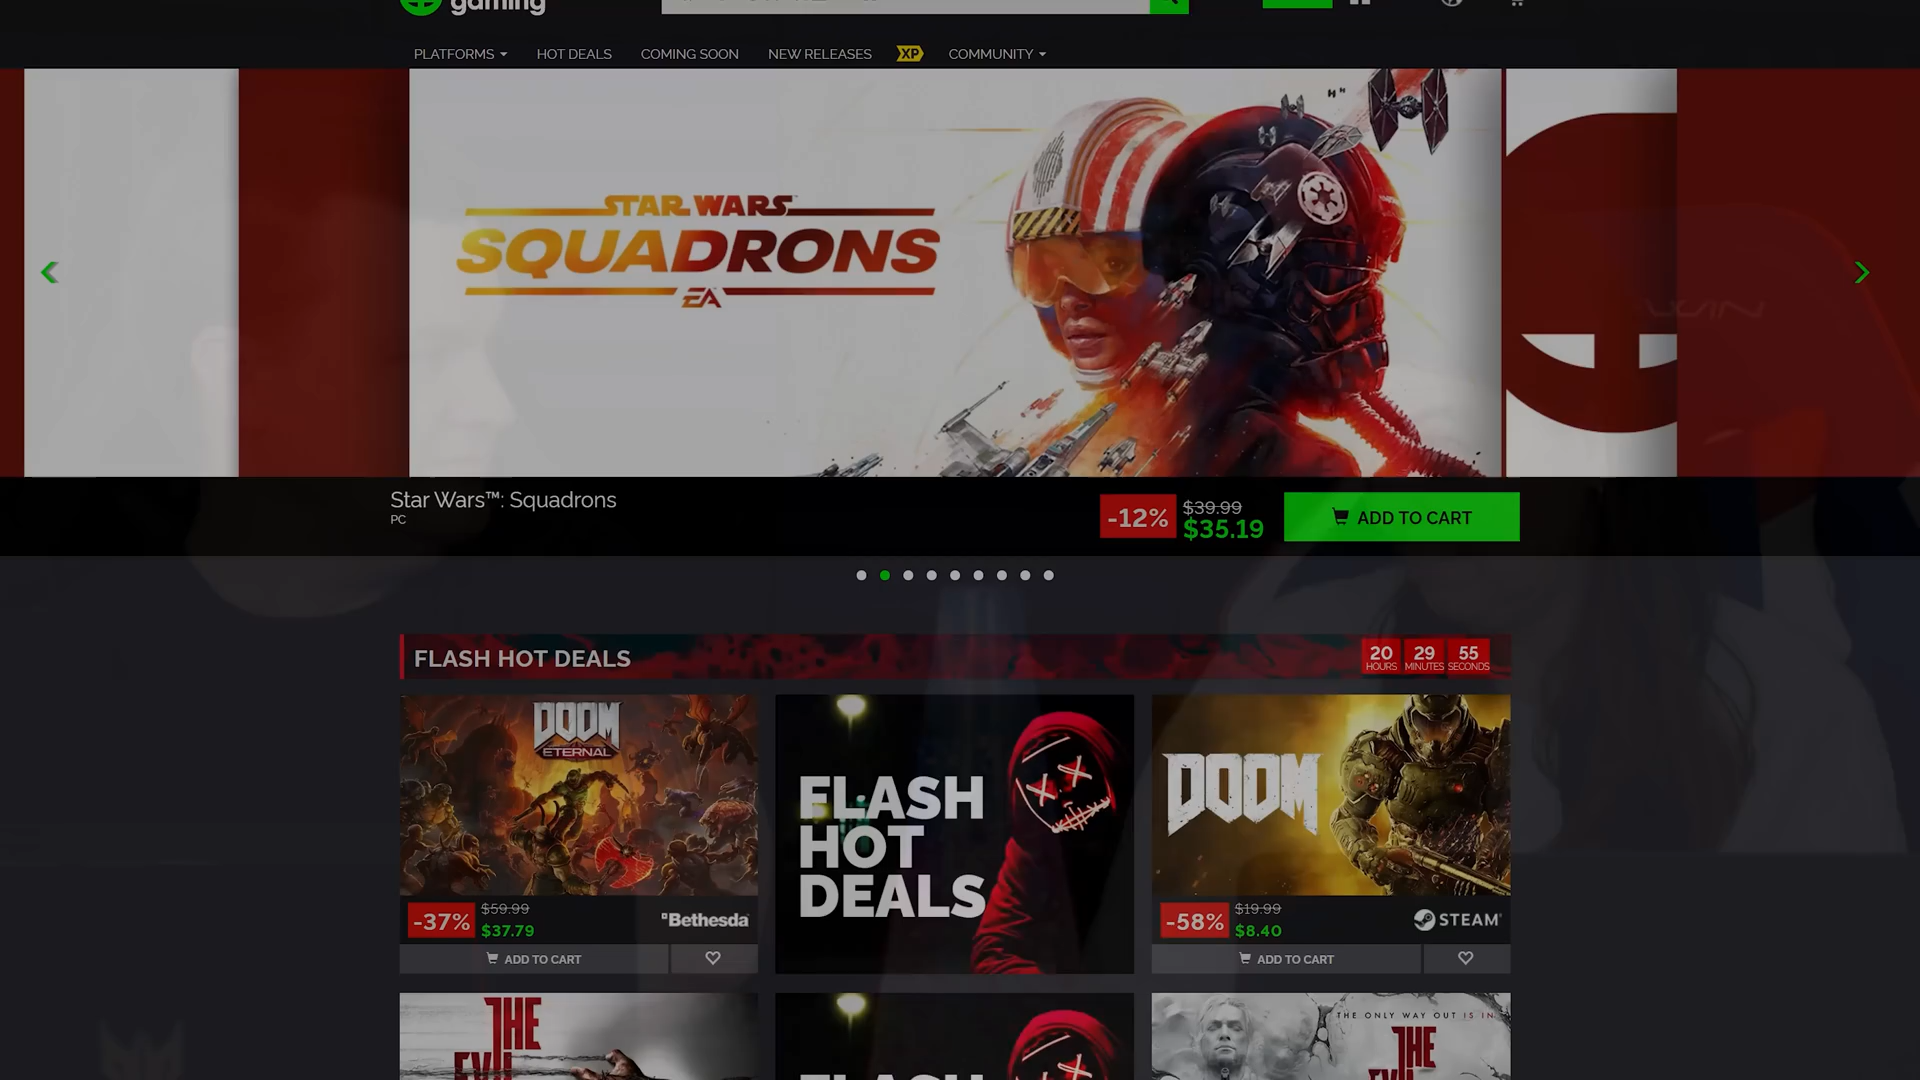 gaming
PLATFORMS HOT DEALS COMING SOON NEW RELEASES XP COMMUNITY
STAR WARS™
SQUADRONS
EA
WIN
Star Wars™: Squadrons
PC
-12% $39.99
$35.19
ADD TO CART
FLASH HOT DEALS
20 29 55
HOURS MINUTES SECONDS
DOOM
ETERNAL
FLASH
HOT
DEALS
DOOM
-37% $59.99
$37.79
Bethesda
-58% $19.99
$8.40
STEAM
ADD TO CART
ADD TO CART
THE
THE ONLY WAY OUT IS IN
THE